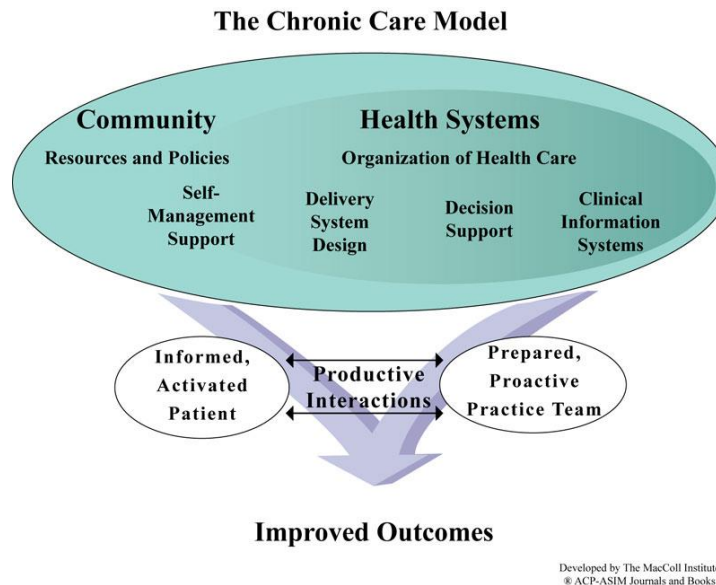 The Chronic Care Model
Community
Health Systems
Resources and Policies
Organization of Health Care
Self-
Management
Support
Delivery
System
Design
Decision
Support
Clinical
Information
Systems
Informed,
Activated
Patient
Productive
Interactions
Prepared,
Proactive
Practice Team
Improved Outcomes
Developed by The MacColl Institute
® ACP-ASIM Journals and Books